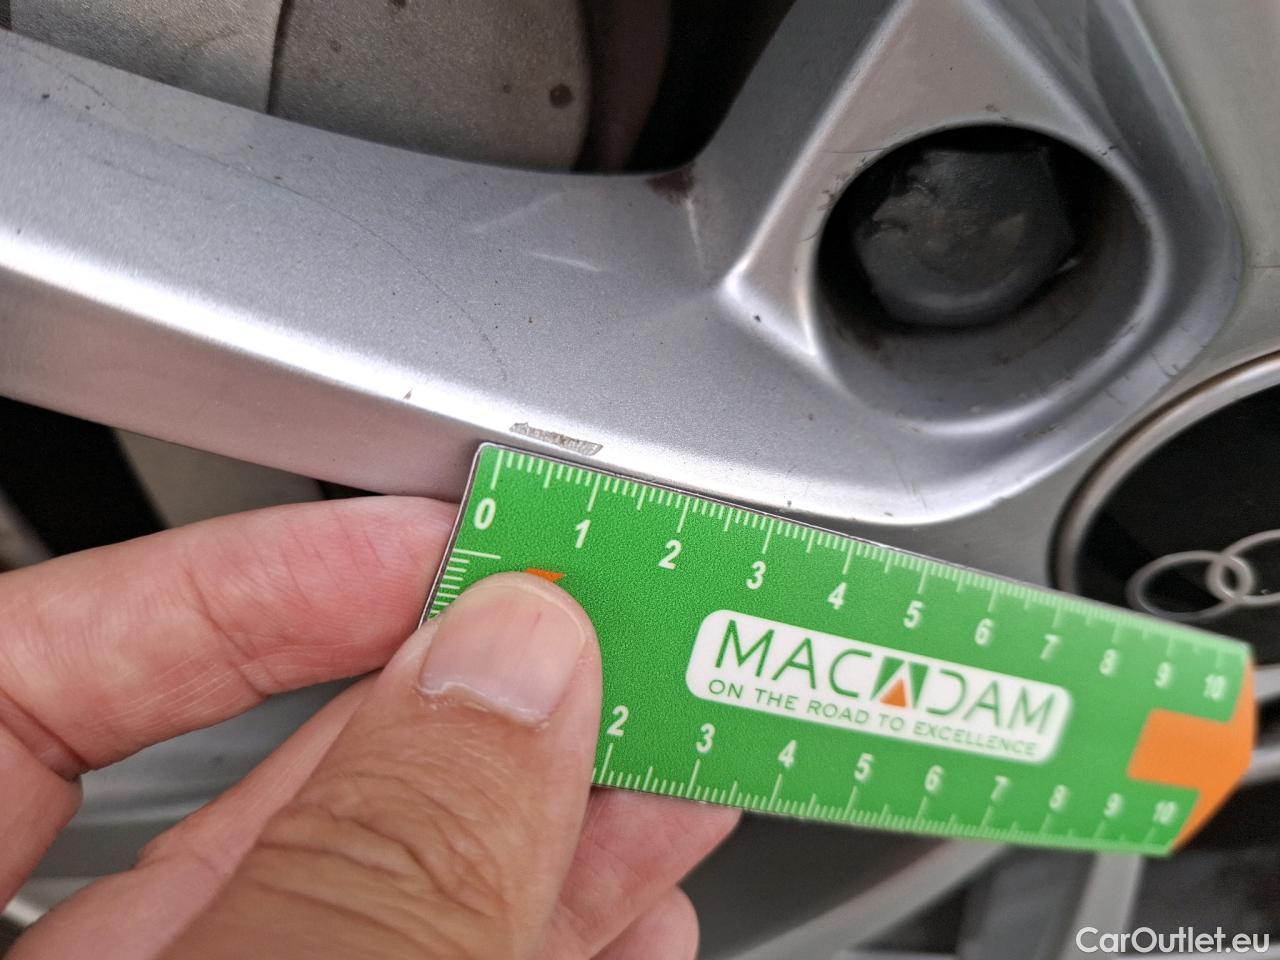 0 1 2 3 4 5 6 7 8 9 10
MACADAM
ON THE ROAD TO EXCELLENCE
2 3 4 5 6 7 8 9 10
CarOutlet.eu